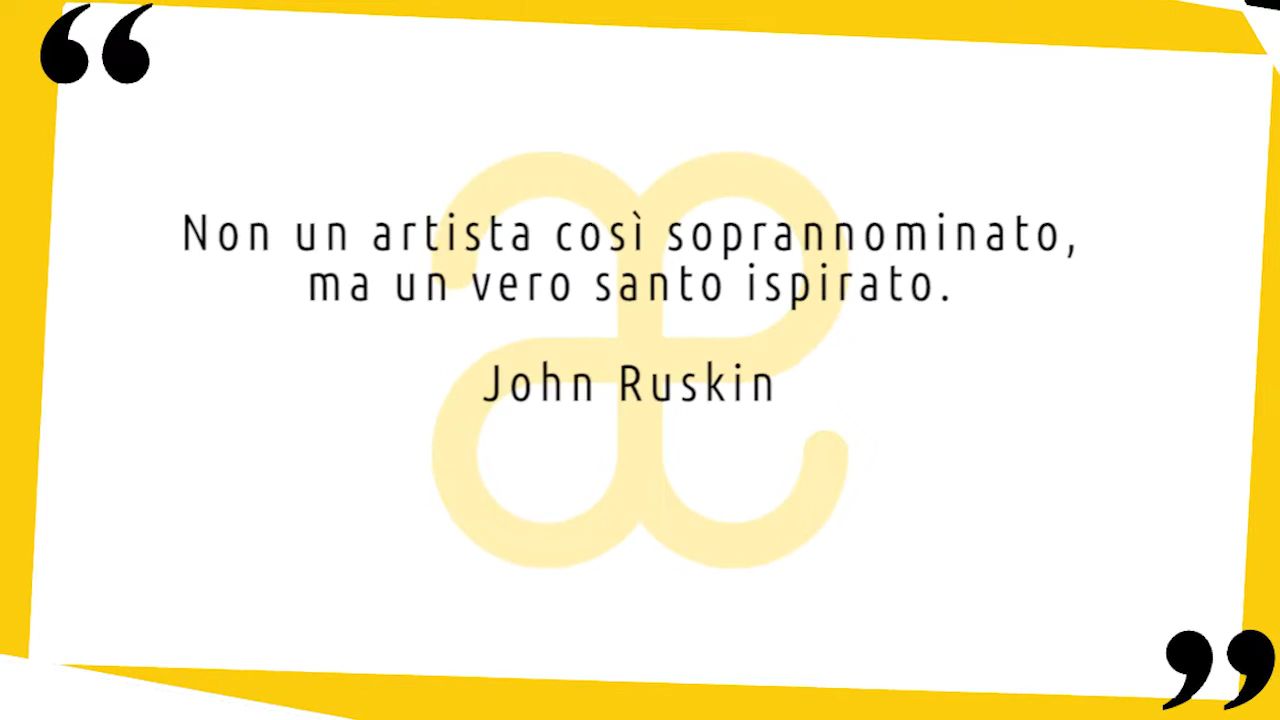 Non un artista così soprannominato,
ma un vero santo ispirato.
John Ruskin